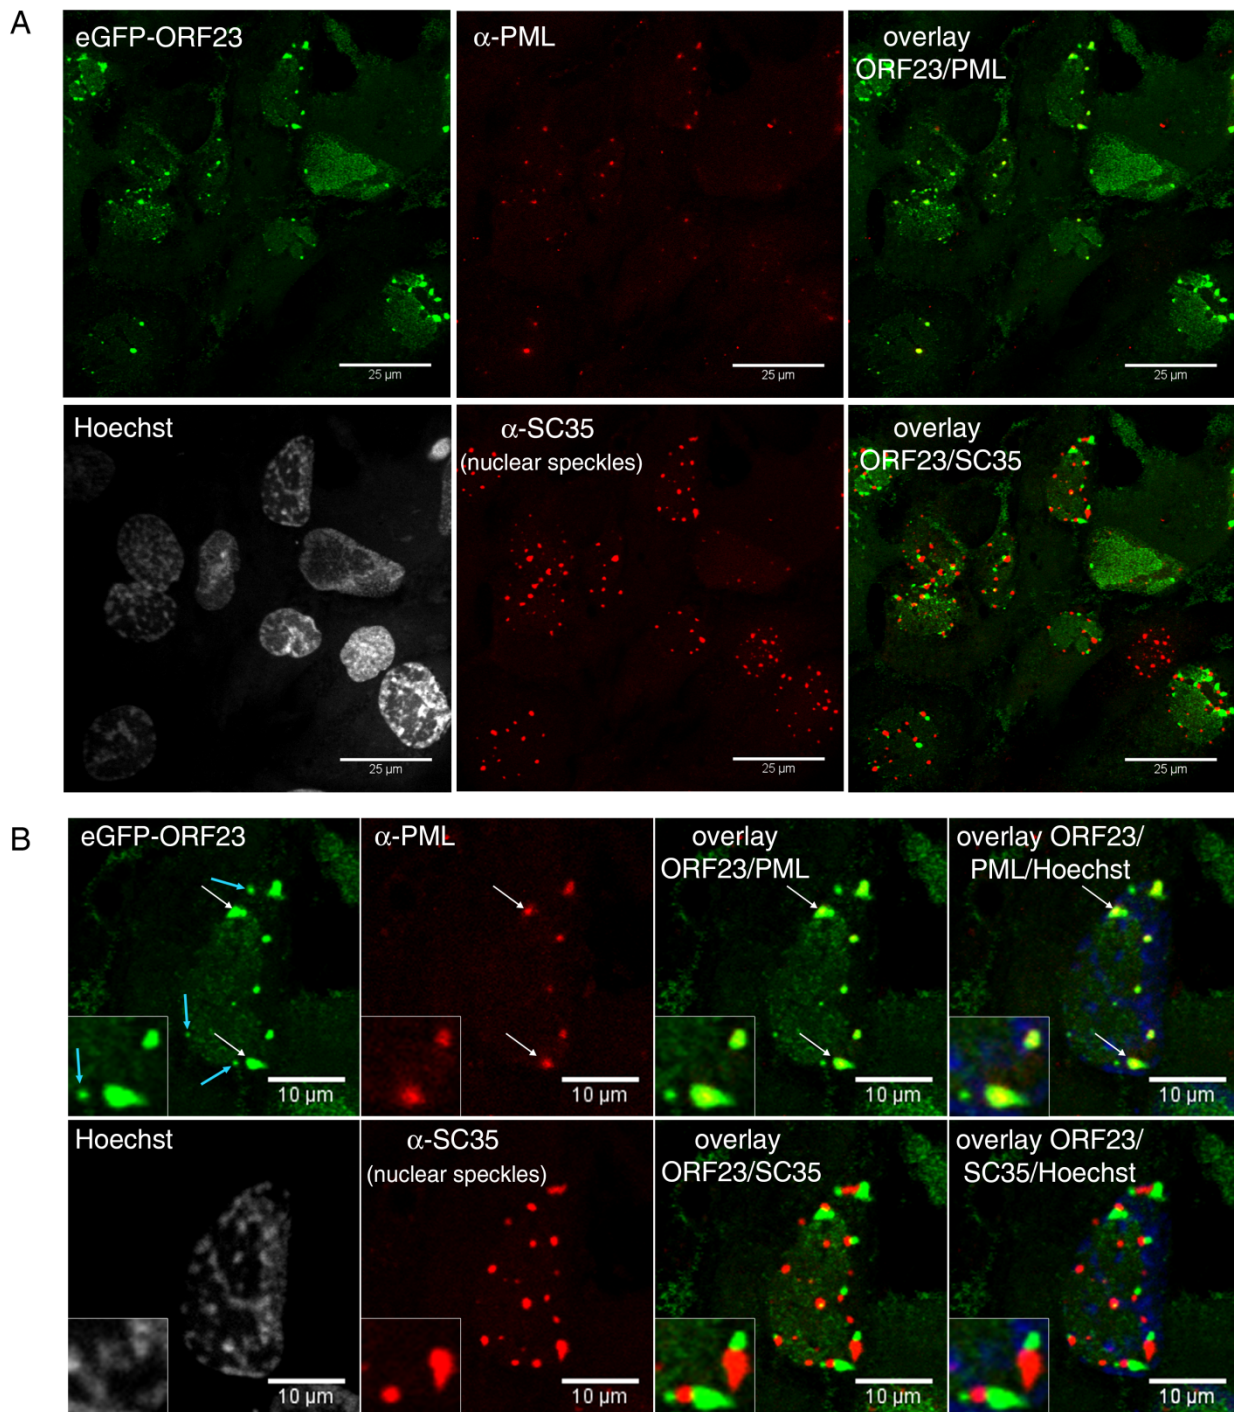 A
eGFP-ORF23
α-PML
overlay
ORF23/PML
25 µm
25 µm
25 µm
Hoechst
α-SC35
(nuclear speckles)
overlay
ORF23/SC35
25 µm
25 µm
25 µm
B
eGFP-ORF23
α-PML
overlay
ORF23/PML
overlay ORF23/
PML/Hoechst
10 µm
10 µm
10 µm
10 µm
Hoechst
α-SC35
(nuclear speckles)
overlay
ORF23/SC35
overlay ORF23/
SC35/Hoechst
10 µm
10 µm
10 µm
10 µm